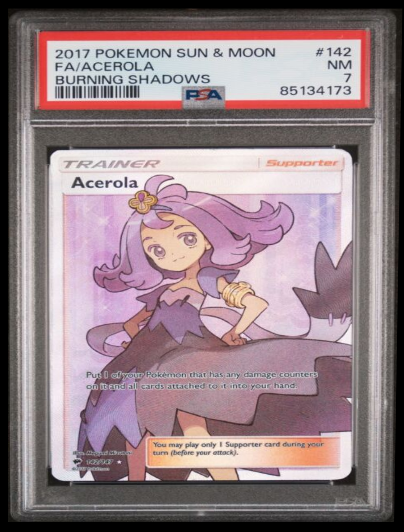 2017 POKEMON SUN & MOON #142
FA/ACEROLA NM
BURNING SHADOWS 7
PSA 85134173
TRAINER Supporter
Acerola
Put 1 of your Pokémon that has any damage counters
on it and all cards attached to it into your hand.
You may play only 1 Supporter card during your
turn (before your attack).
142/147